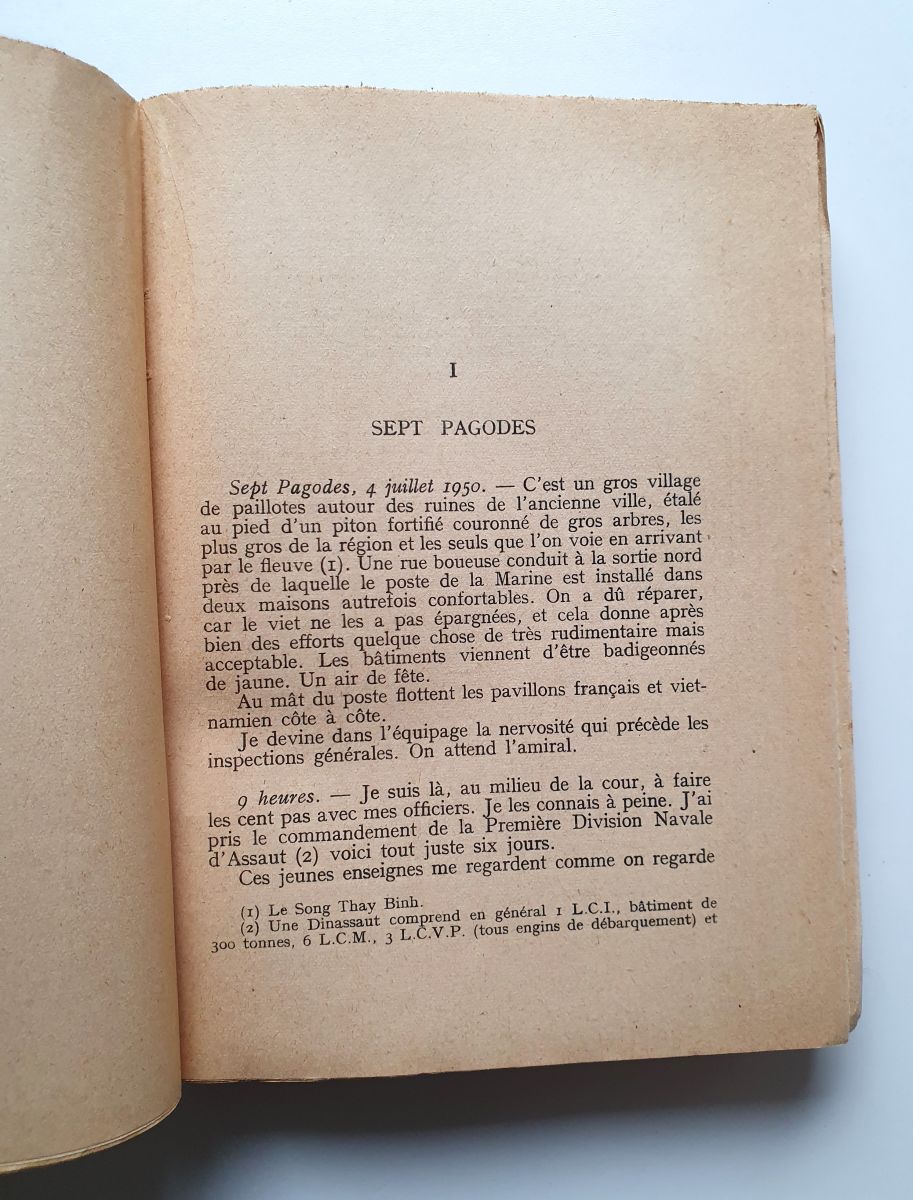 I
SEPT PAGODES
Sept Pagodes, 4 juillet 1950. — C'est un gros village
de paillotes autour des ruines de l'ancienne ville, étalé
au pied d'un piton fortifié couronné de gros arbres, les
plus gros de la région et les seuls que l'on voie en arrivant
par le fleuve (1). Une rue boueuse conduit à la sortie nord
près de laquelle le poste de la Marine est installé dans
deux maisons autrefois confortables. On a dû réparer,
car le viet ne les a pas épargnées, et cela donne après
bien des efforts quelque chose de très rudimentaire mais
acceptable. Les bâtiments viennent d'être badigeonnés
de jaune. Un air de fête.
Au mât du poste flottent les pavillons français et viet-
namien côte à côte.
Je devine dans l'équipage la nervosité qui précède les
inspections générales. On attend l'amiral.
9 heures. — Je suis là, au milieu de la cour, à faire
les cent pas avec mes officiers. Je les connais à peine. J'ai
pris le commandement de la Première Division Navale
d'Assaut (2) voici tout juste six jours.
Ces jeunes enseignes me regardent comme on regarde
(1) Le Song Thay Binh.
(2) Une Dinassaut comprend en général 1 L.C.I., bâtiment de
300 tonnes, 6 L.C.M., 3 L.C.V.P. (tous engins de débarquement) et